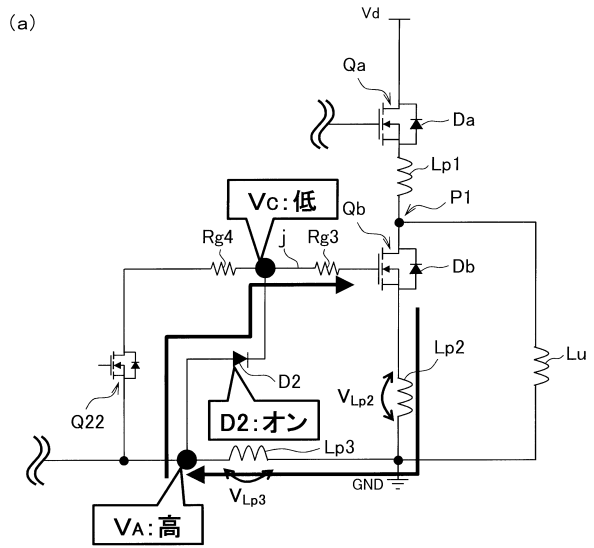 (a)
Vd
Qa
Da
Lp1
P1
VC:低
Qb
Rg4
j
Rg3
Db
Lp2
Lu
D2
VLp2
Q22
D2:オン
Lp3
VLp3
GND
VA:高